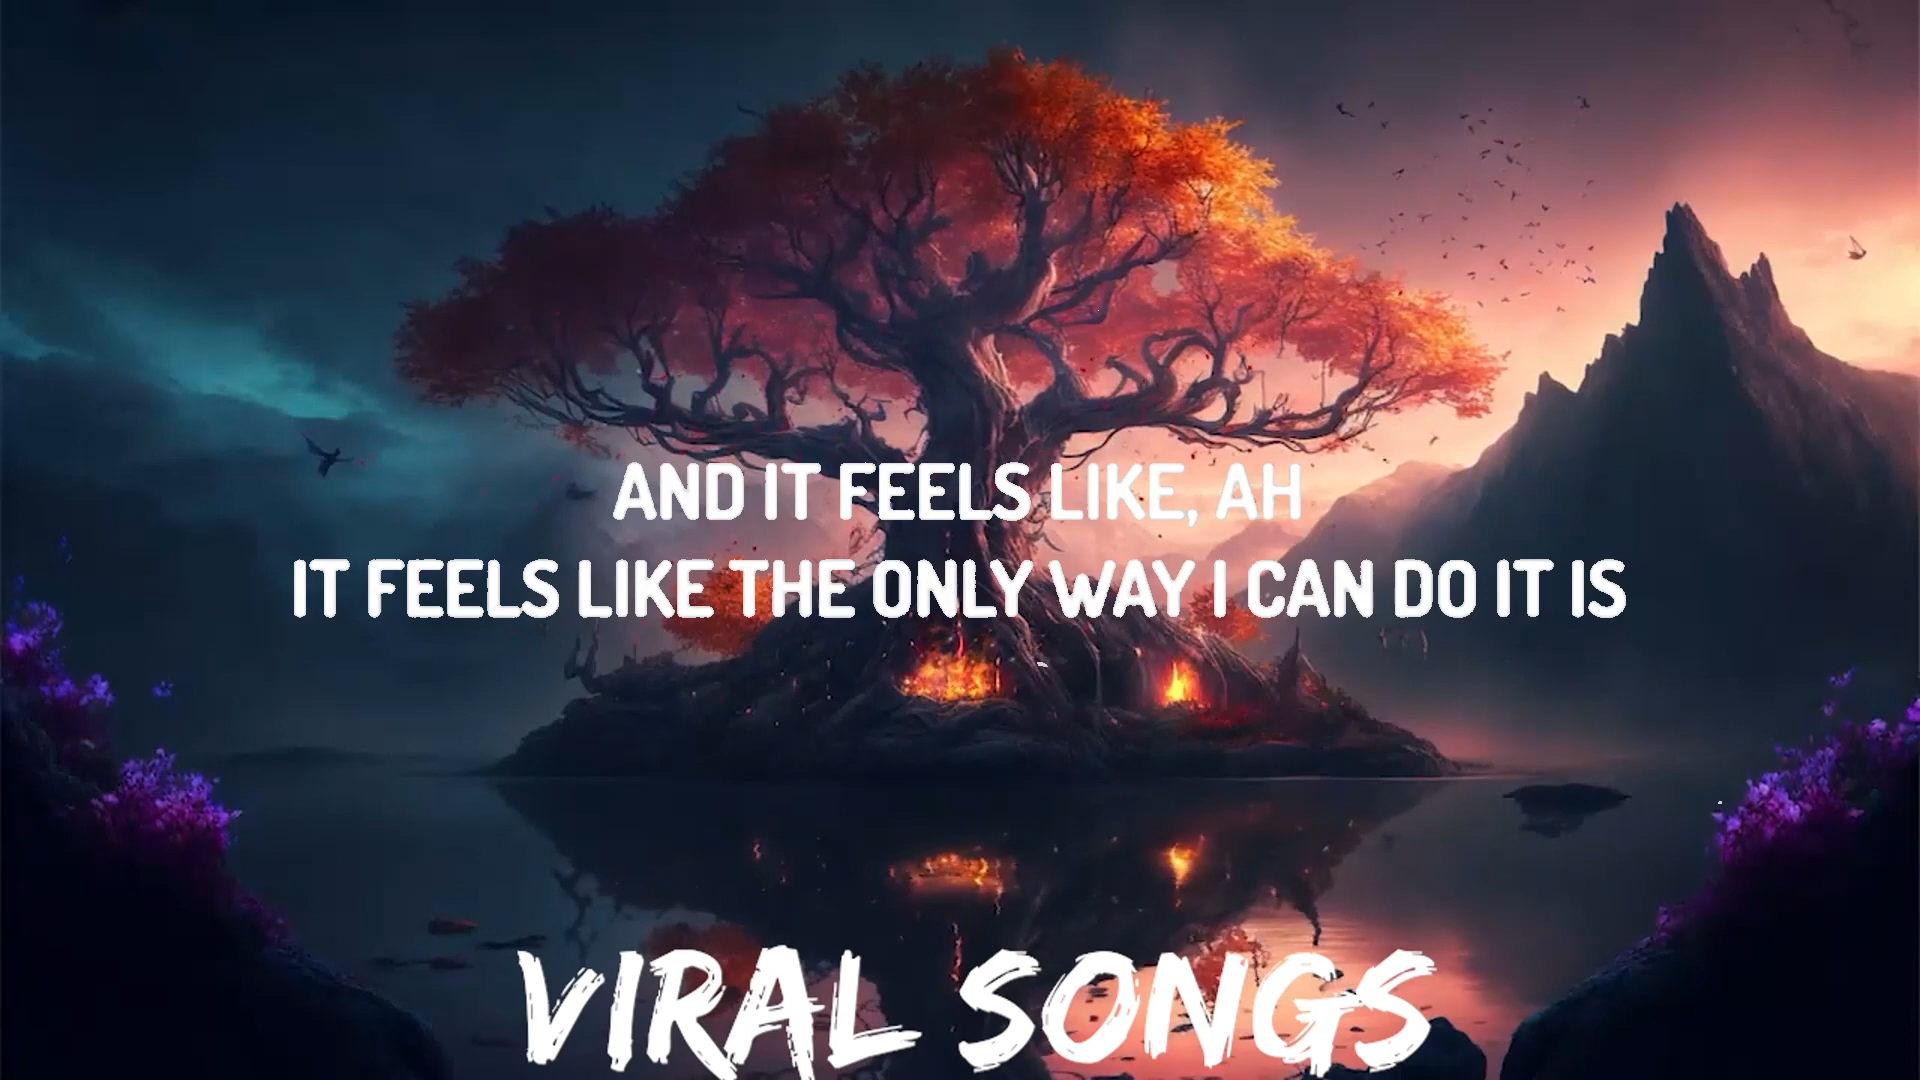 AND IT FEELS LIKE, AH
IT FEELS LIKE THE ONLY WAY I CAN DO IT IS
VIRAL SONGS